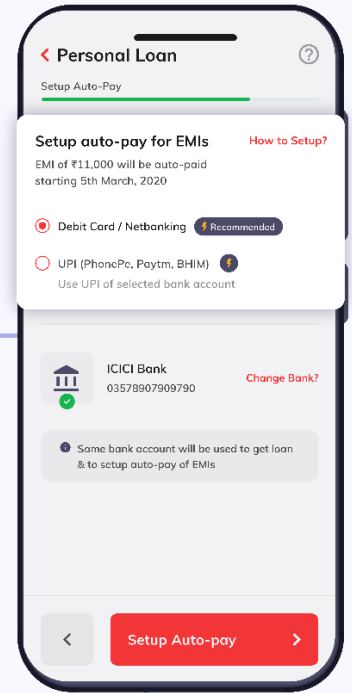 Personal Loan
?
Setup Auto-Pay
Setup auto-pay for EMIs
How to Setup?
EMI of ₹11,000 will be auto-paid
starting 5th March, 2020
Debit Card / Netbanking
Recommended
UPI (PhonePe, Paytm, BHIM)
Use UPI of selected bank account
ICICI Bank
03578907909790
Change Bank?
Same bank account will be used to get loan
& to setup auto-pay of EMIs
Setup Auto-pay